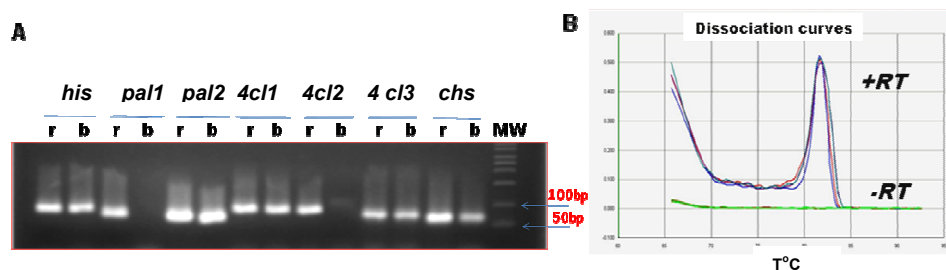 A
his pal1 pal2 4cl1 4cl2 4 cl3 chs
r b r b r b r b r b r b r b MW
100bp
50bp
B
Dissociation curves
+RT
-RT
T°C